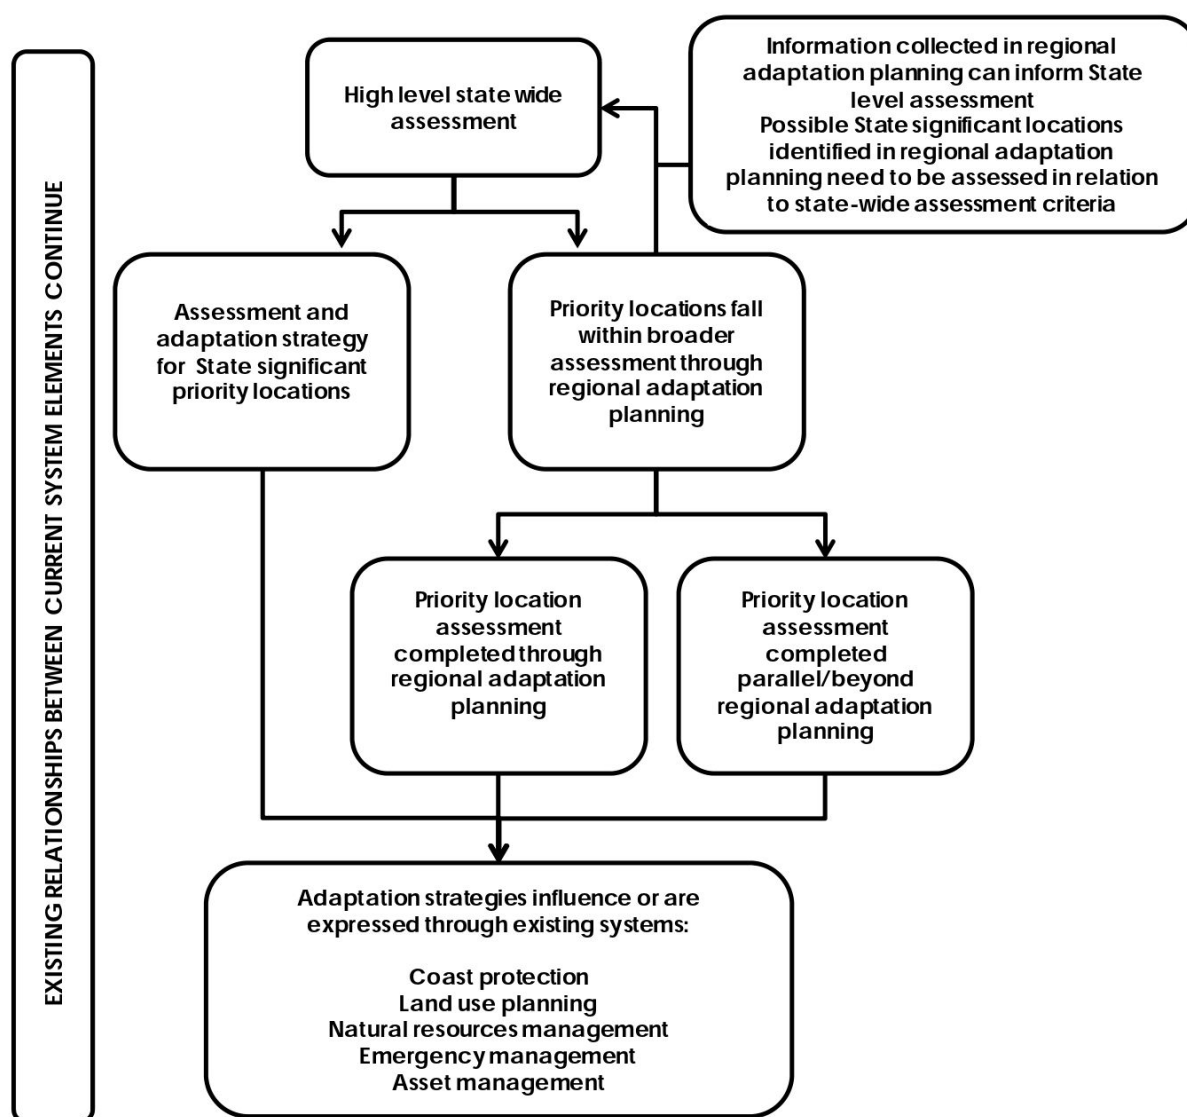 EXISTING RELATIONSHIPS BETWEEN CURRENT SYSTEM ELEMENTS CONTINUE
High level state wide
assessment
Information collected in regional
adaptation planning can inform State
level assessment
Possible State significant locations
identified in regional adaptation
planning need to be assessed in relation
to state-wide assessment criteria
Assessment and
adaptation strategy
for State significant
priority locations
Priority locations fall
within broader
assessment through
regional adaptation
planning
Priority location
assessment
completed through
regional adaptation
planning
Priority location
assessment
completed
parallel/beyond
regional adaptation
planning
Adaptation strategies influence or are
expressed through existing systems:
Coast protection
Land use planning
Natural resources management
Emergency management
Asset management